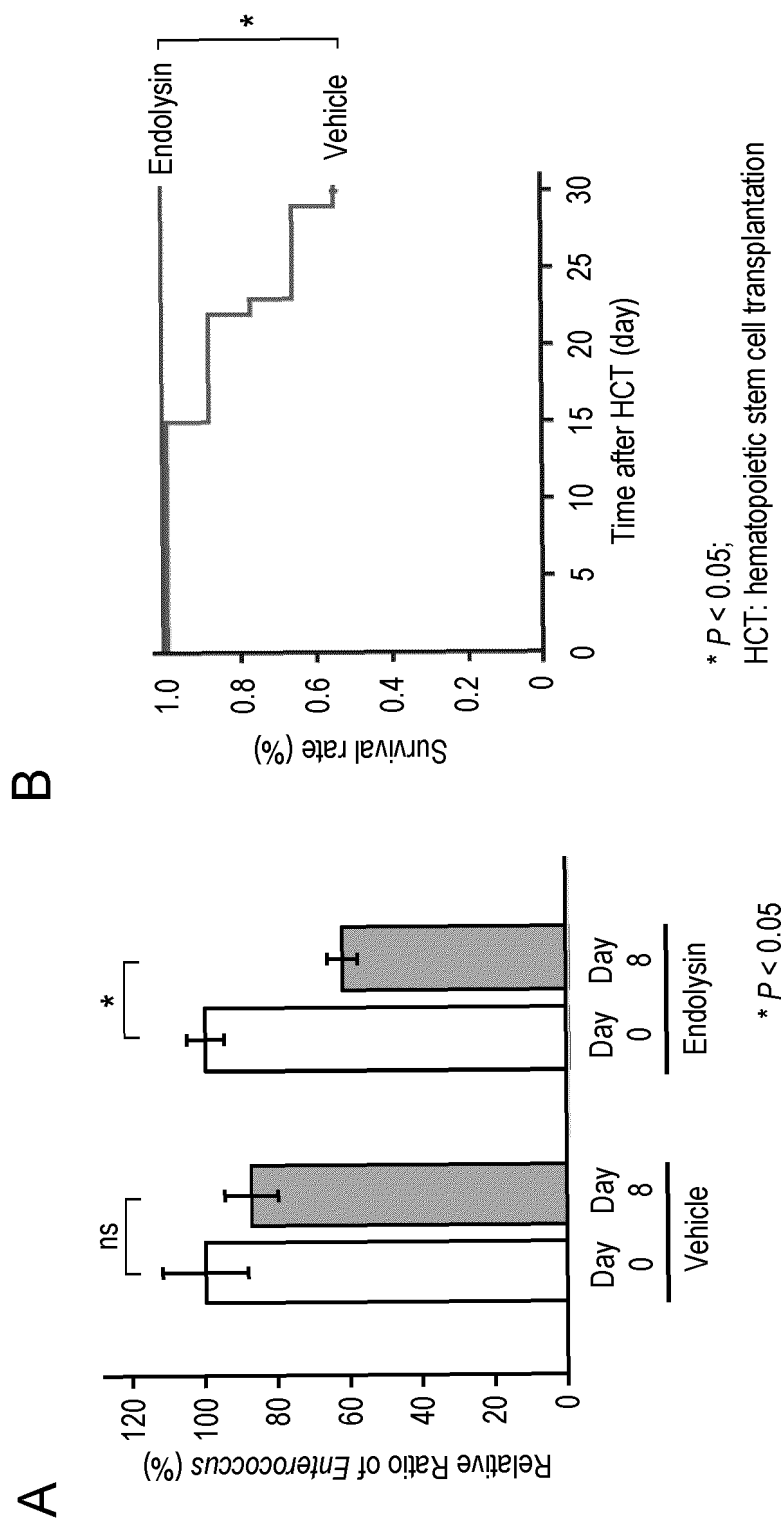 A
Relative Ratio of Enterococcus (%)
120
100
80
60
40
20
0
ns
*
Day
0
Day
8
Vehicle
Day
0
Day
8
Endolysin
* P < 0.05
B
Survival rate (%)
1.0
0.8
0.6
0.4
0.2
0
Endolysin
*
Vehicle
0 5 10 15 20 25 30
Time after HCT (day)
* P < 0.05;
HCT: hematopoietic stem cell transplantation